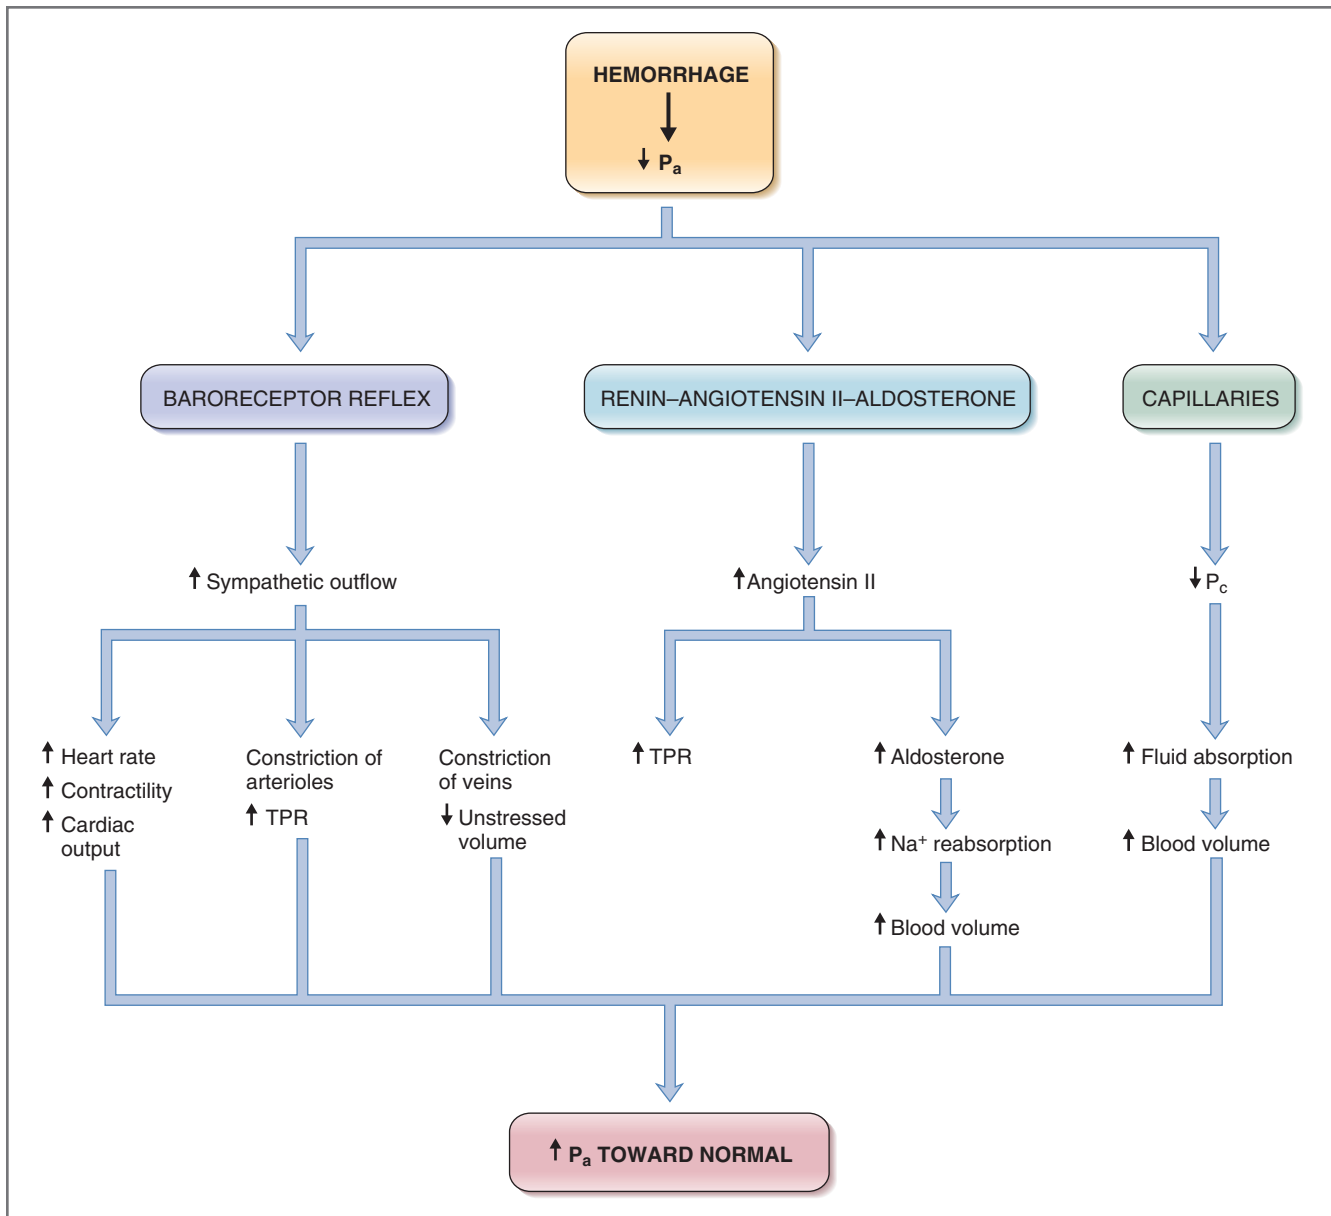 HEMORRHAGE
↓ Pa
BARORECEPTOR REFLEX
RENIN–ANGIOTENSIN II–ALDOSTERONE
CAPILLARIES
↑ Sympathetic outflow
↑ Angiotensin II
↓ Pc
↑ Heart rate
↑ Contractility
↑ Cardiac
output
Constriction of
arterioles
↑ TPR
Constriction
of veins
↓ Unstressed
volume
↑ TPR
↑ Aldosterone
↑ Na+ reabsorption
↑ Blood volume
↑ Fluid absorption
↑ Blood volume
↑ Pa TOWARD NORMAL